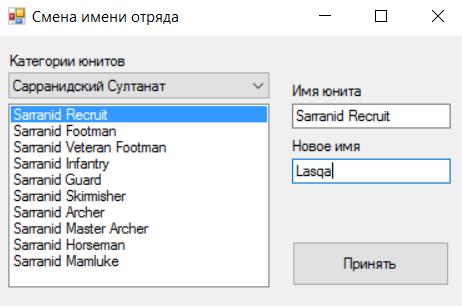 Смена имени отряда
Категории юнитов
Сарранидский Султанат
Sarranid Recruit
Sarranid Footman
Sarranid Veteran Footman
Sarranid Infantry
Sarranid Guard
Sarranid Skirmisher
Sarranid Archer
Sarranid Master Archer
Sarranid Horseman
Sarranid Mamluke
Имя юнита
Sarranid Recruit
Новое имя
Lasqa
Принять